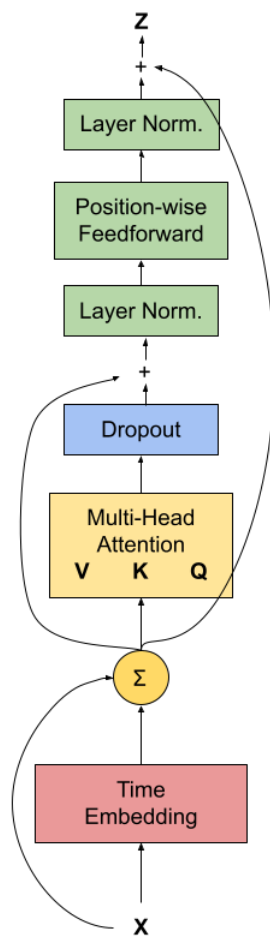 Z
+
Layer Norm.
Position-wise
Feedforward
Layer Norm.
+
Dropout
Multi-Head
Attention
V K Q
Σ
Time
Embedding
X